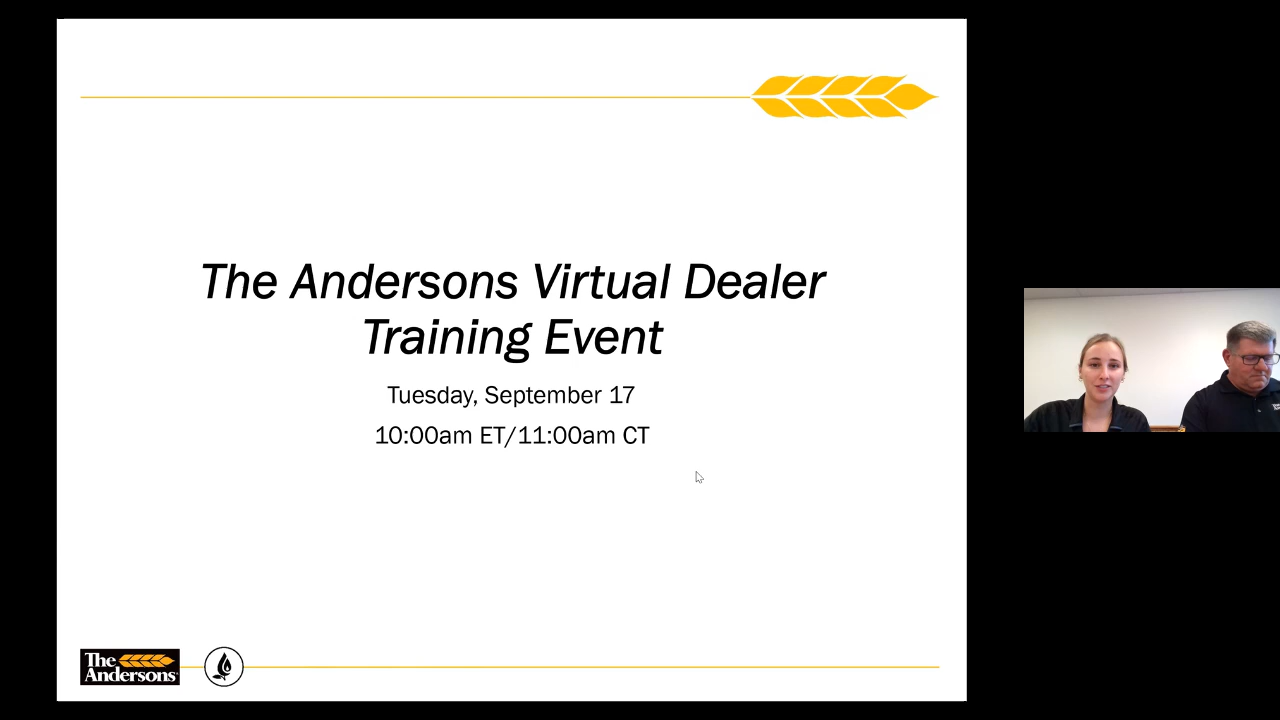 The Andersons Virtual Dealer
Training Event
Tuesday, September 17
10:00am ET/11:00am CT
The
Andersons